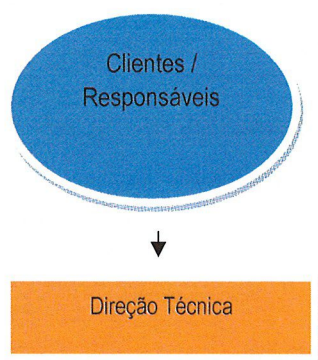 Clientes /
Responsáveis
Direção Técnica